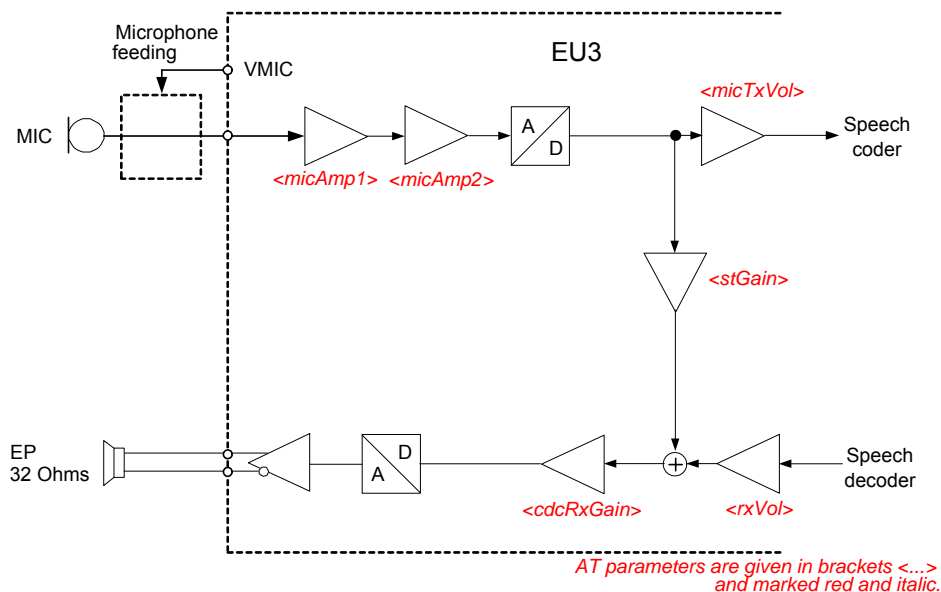 Microphone
feeding
VMIC
EU3
<micTxVol>
MIC
A
D
Speech
coder
<micAmp1>
<micAmp2>
<stGain>
EP
32 Ohms
D
A
Speech
decoder
<cdcRxGain>
<rxVol>
AT parameters are given in brackets <...>
and marked red and italic.